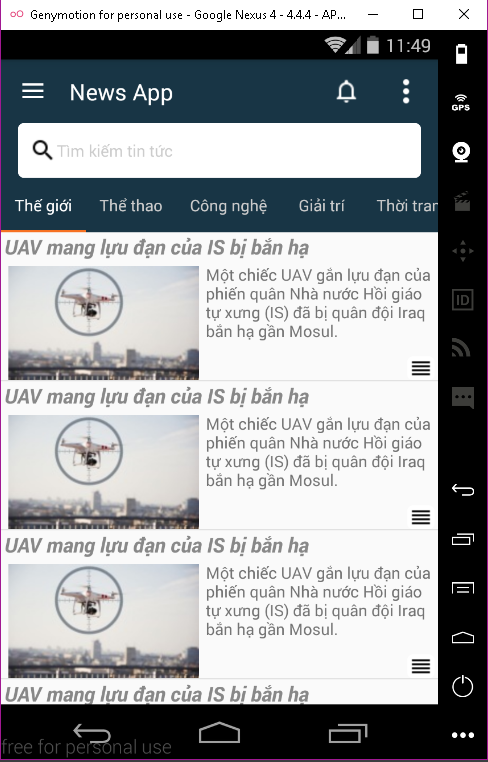 Genymotion for personal use - Google Nexus 4 - 4.4.4 - AP...
11:49
GPS
News App
Tìm kiếm tin tức
Thế giới Thể thao Công nghệ Giải trí Thời tran
UAV mang lựu đạn của IS bị bắn hạ
Một chiếc UAV gắn lựu đạn của
phiến quân Nhà nước Hồi giáo
tự xưng (IS) đã bị quân đội Iraq
bắn hạ gần Mosul.
ID
UAV mang lựu đạn của IS bị bắn hạ
Một chiếc UAV gắn lựu đạn của
phiến quân Nhà nước Hồi giáo
tự xưng (IS) đã bị quân đội Iraq
bắn hạ gần Mosul.
UAV mang lựu đạn của IS bị bắn hạ
Một chiếc UAV gắn lựu đạn của
phiến quân Nhà nước Hồi giáo
tự xưng (IS) đã bị quân đội Iraq
bắn hạ gần Mosul.
UAV mang lựu đạn của IS bị bắn hạ
free for personal use